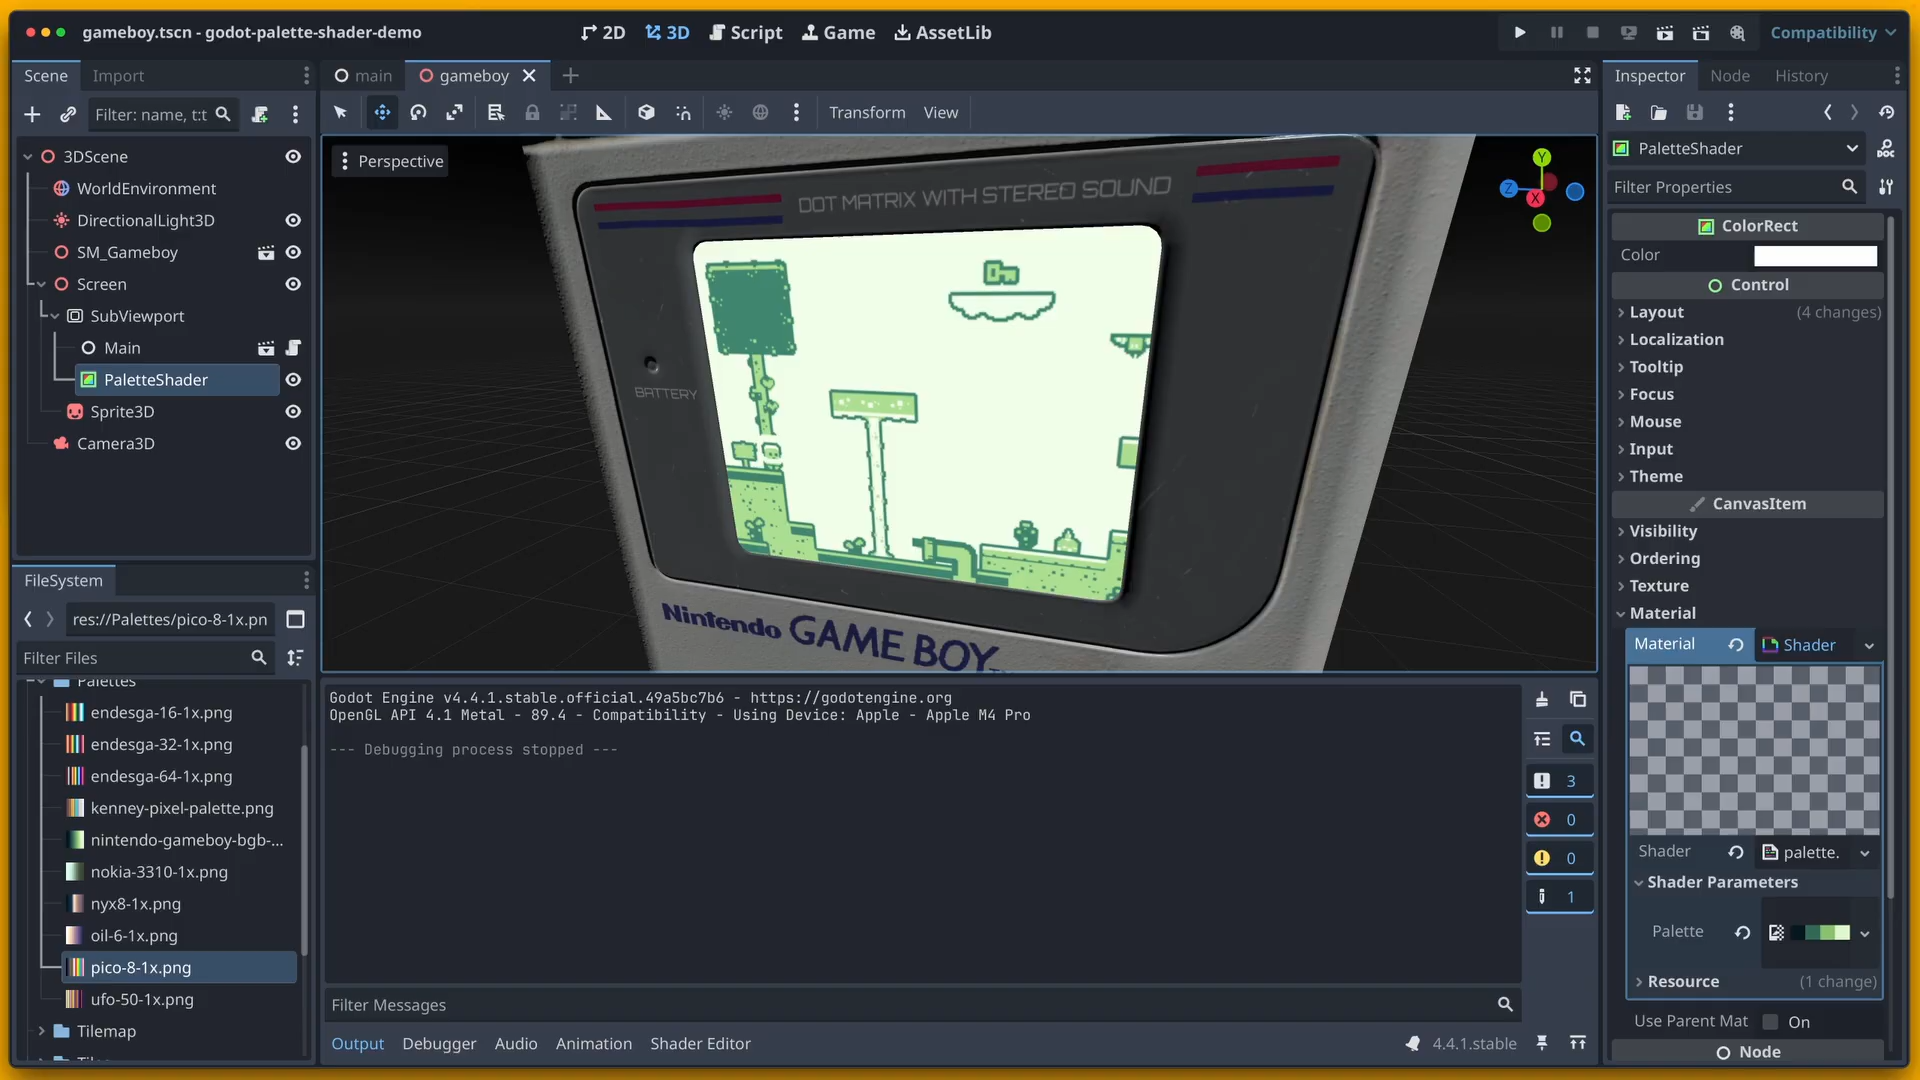 gameboy.tscn - godot-palette-shader-demo
2D
3D
Script
Game
AssetLib
Compatibility
Scene
Import
Filter: name, t:t
3DScene
WorldEnvironment
DirectionalLight3D
SM_Gameboy
Screen
SubViewport
Main
PaletteShader
Sprite3D
Camera3D
FileSystem
res://Palettes/pico-8-1x.pn
Filter Files
Palettes
endesga-16-1x.png
endesga-32-1x.png
endesga-64-1x.png
kenney-pixel-palette.png
nintendo-gameboy-bgb-...
nokia-3310-1x.png
nyx8-1x.png
oil-6-1x.png
pico-8-1x.png
ufo-50-1x.png
Tilemap
main
gameboy
Transform
View
Perspective
Y
Z
X
DOT MATRIX WITH STEREO SOUND
BATTERY
Nintendo GAME BOY
Godot Engine v4.4.1.stable.official.49a5bc7b6 - https://godotengine.org
OpenGL API 4.1 Metal - 89.4 - Compatibility - Using Device: Apple - Apple M4 Pro
--- Debugging process stopped ---
3
0
0
1
Filter Messages
Output
Debugger
Audio
Animation
Shader Editor
4.4.1.stable
Inspector
Node
History
PaletteShader
DOC
Filter Properties
ColorRect
Color
Control
Layout (4 changes)
Localization
Tooltip
Focus
Mouse
Input
Theme
CanvasItem
Visibility
Ordering
Texture
Material
Material
Shader
Shader
palette.
Shader Parameters
Palette
Resource (1 change)
Use Parent Mat
On
Node